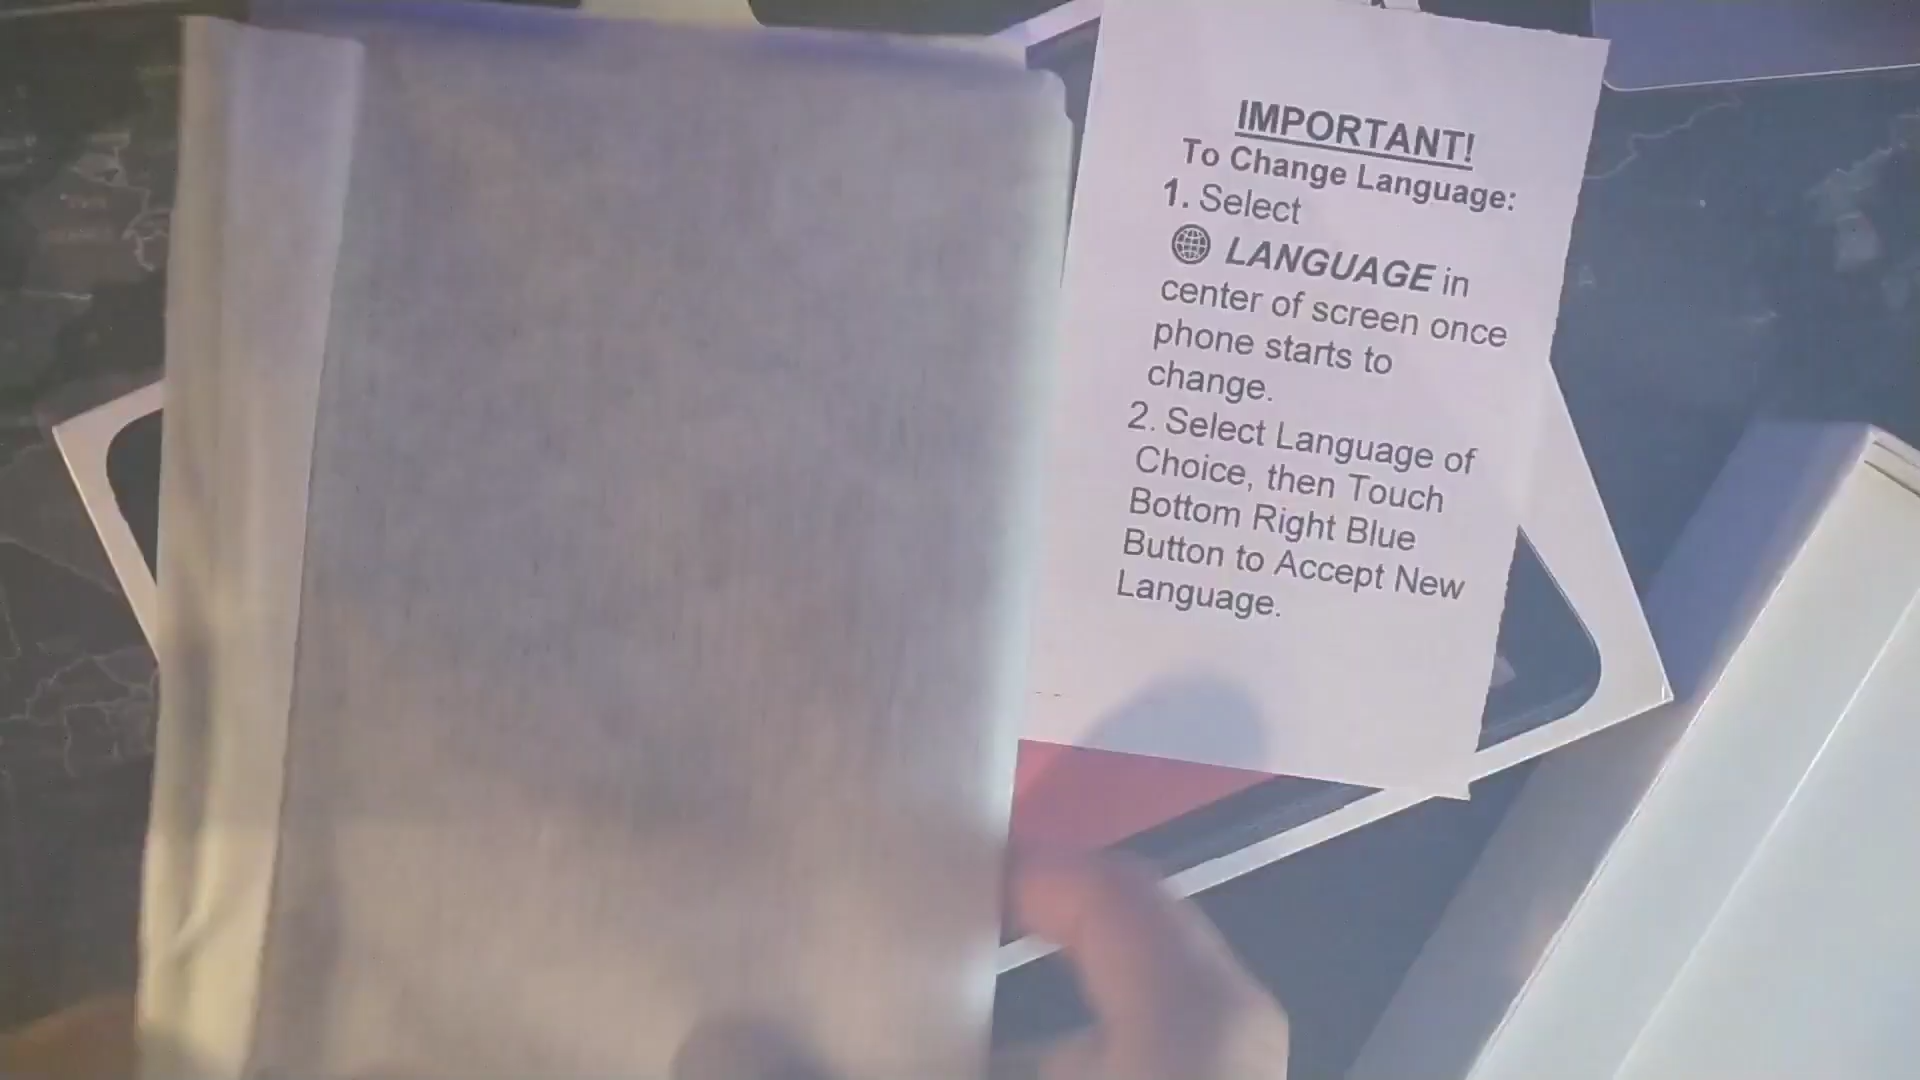 IMPORTANT!
To Change Language:
1. Select
LANGUAGE in
center of screen once
phone starts to
change.
2. Select Language of
Choice, then Touch
Bottom Right Blue
Button to Accept New
Language.